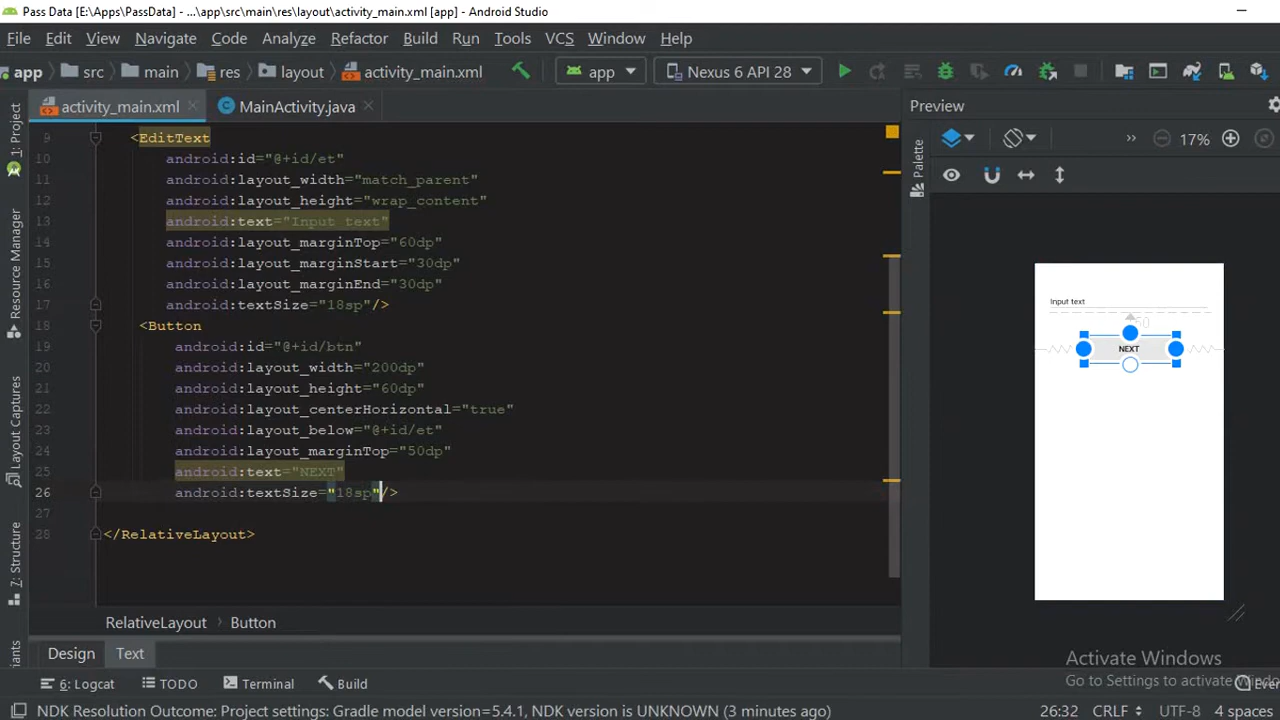 Pass Data [E:\Apps\PassData] - ...\app\src\main\res\layout\activity_main.xml [app] - Android Studio
File Edit View Navigate Code Analyze Refactor Build Run Tools VCS Window Help
app src main res layout activity_main.xml app Nexus 6 API 28
activity_main.xml MainActivity.java Preview
17%
1: Project
Resource Manager
Layout Captures
7: Structure
Palette
9 <EditText
10 android:id="@+id/et"
11 android:layout_width="match_parent"
12 android:layout_height="wrap_content"
13 android:text="Input text"
14 android:layout_marginTop="60dp"
15 android:layout_marginStart="30dp"
16 android:layout_marginEnd="30dp"
17 android:textSize="18sp"/>
18 <Button
19 android:id="@+id/btn"
20 android:layout_width="200dp"
21 android:layout_height="60dp"
22 android:layout_centerHorizontal="true"
23 android:layout_below="@+id/et"
24 android:layout_marginTop="50dp"
25 android:text="NEXT"
26 android:textSize="18sp"/>
27
28 </RelativeLayout>
Input text
50
NEXT
RelativeLayout Button
Design Text
Activate Windows
Go to Settings to activate
6: Logcat TODO Terminal Build
NDK Resolution Outcome: Project settings: Gradle model version=5.4.1, NDK version is UNKNOWN (3 minutes ago) 26:32 CRLF UTF-8 4 spaces